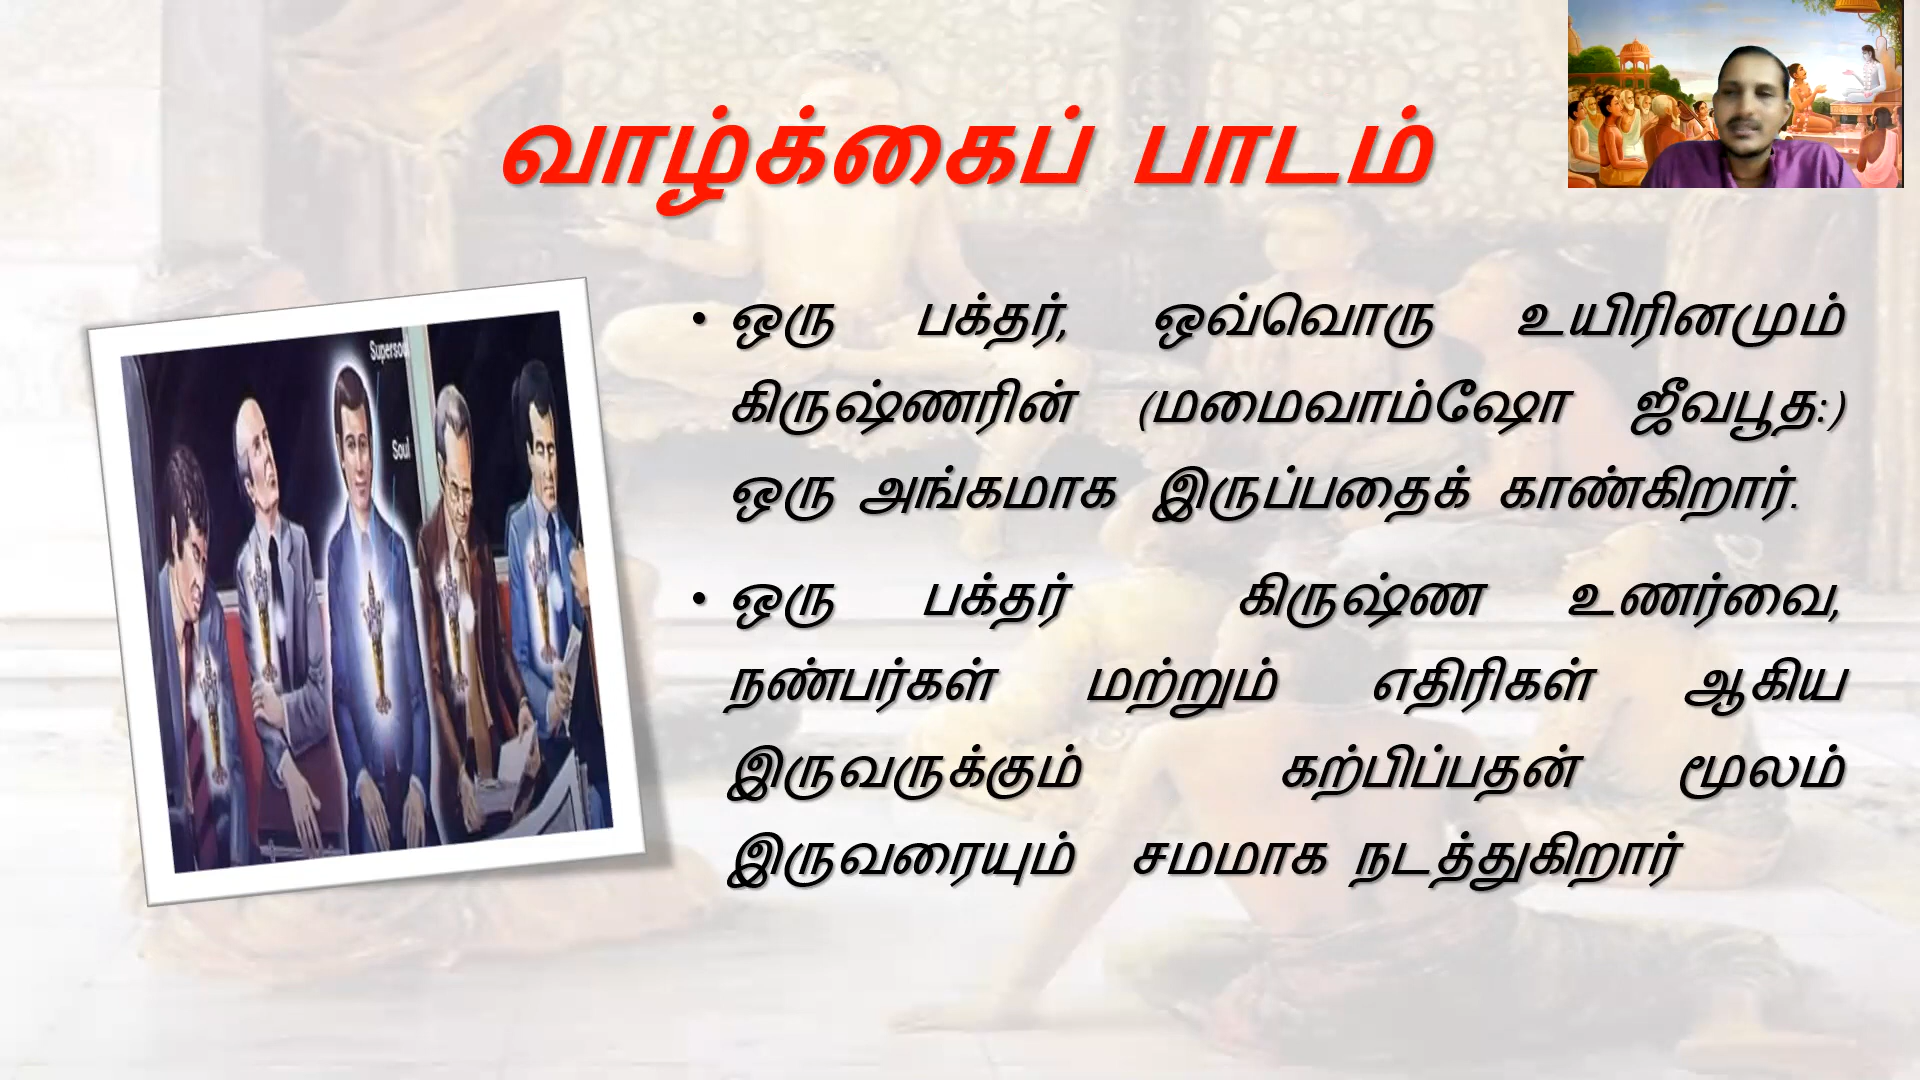 வாழ்க்கைப் பாடம்
Supersoul
Soul
• ஒரு பக்தர், ஒவ்வொரு உயிரினமும்
கிருஷ்ணரின் (மமைவாம்ஷோ ஜீவபூத:)
ஒரு அங்கமாக இருப்பதைக் காண்கிறார்.
• ஒரு பக்தர் கிருஷ்ண உணர்வை,
நண்பர்கள் மற்றும் எதிரிகள் ஆகிய
இருவருக்கும் கற்பிப்பதன் மூலம்
இருவரையும் சமமாக நடத்துகிறார்